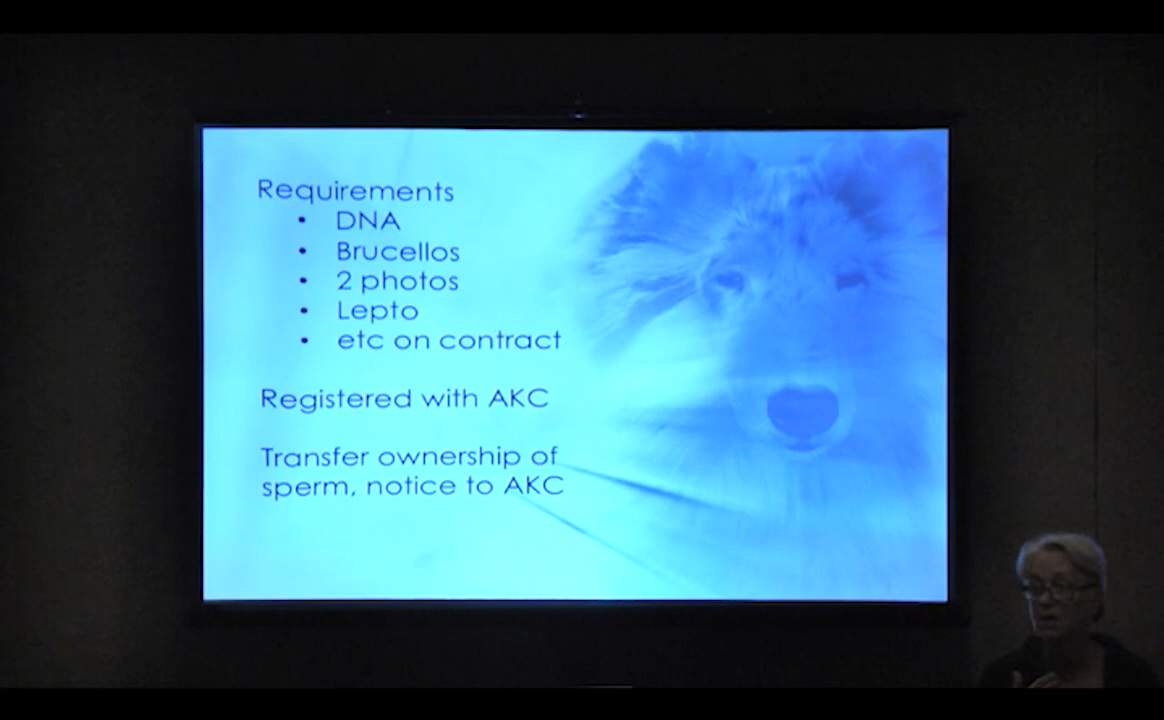 Requirements
• DNA
• Brucellos
• 2 photos
• Lepto
• etc on contract
Registered with AKC
Transfer ownership of
sperm, notice to AKC